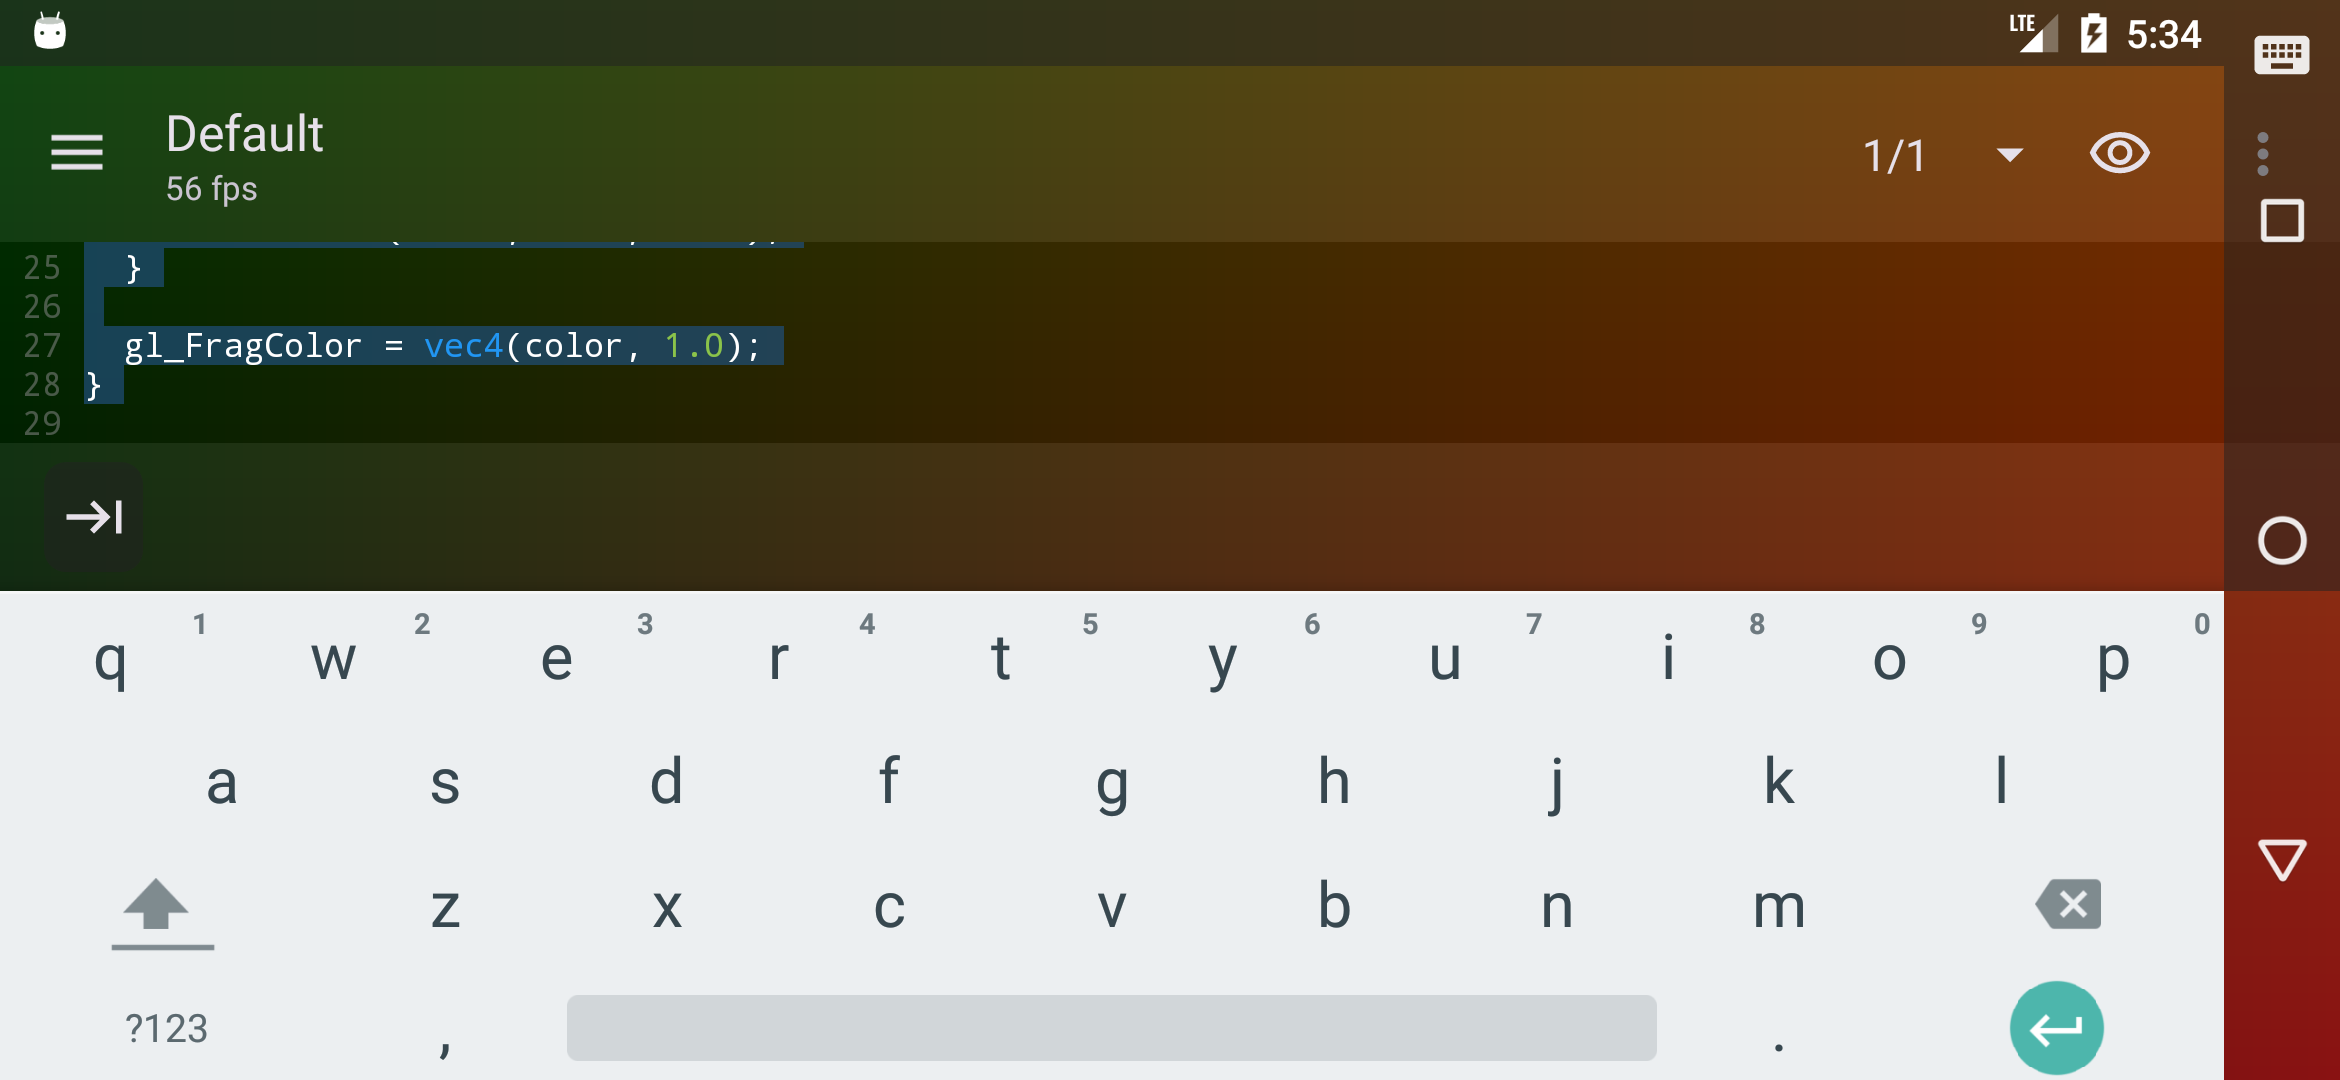 LTE 5:34
Default
56 fps
1/1
25 }
26
27 gl_FragColor = vec4(color, 1.0);
28 }
29
1 2 3 4 5 6 7 8 9 0
q w e r t y u i o p
a s d f g h j k l
z x c v b n m
?123 , .